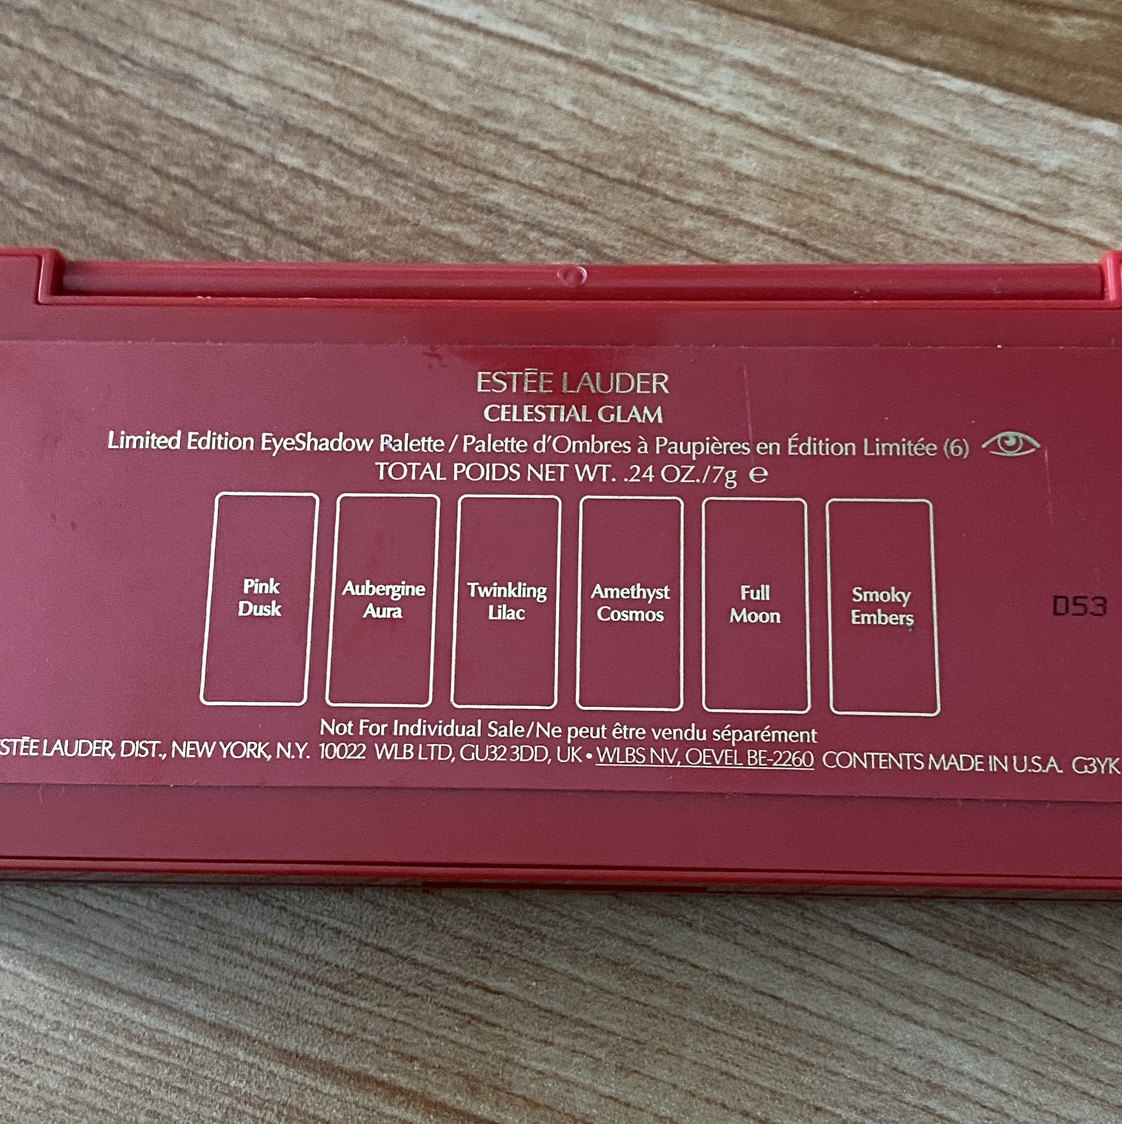 ESTĒE LAUDER
CELESTIAL GLAM
Limited Edition EyeShadow Palette / Palette d'Ombres à Paupières en Édition Limitée (6)
TOTAL POIDS NET WT. .24 OZ./7g ℮
Pink
Dusk
Aubergine
Aura
Twinkling
Lilac
Amethyst
Cosmos
Full
Moon
Smoky
Embers
D53
Not For Individual Sale/Ne peut être vendu séparément
STĒE LAUDER, DIST., NEW YORK, N.Y. 10022 WLB LTD, GU32 3DD, UK • WLBS NV, OEVEL BE-2260 CONTENTS MADE IN U.S.A. G3YK